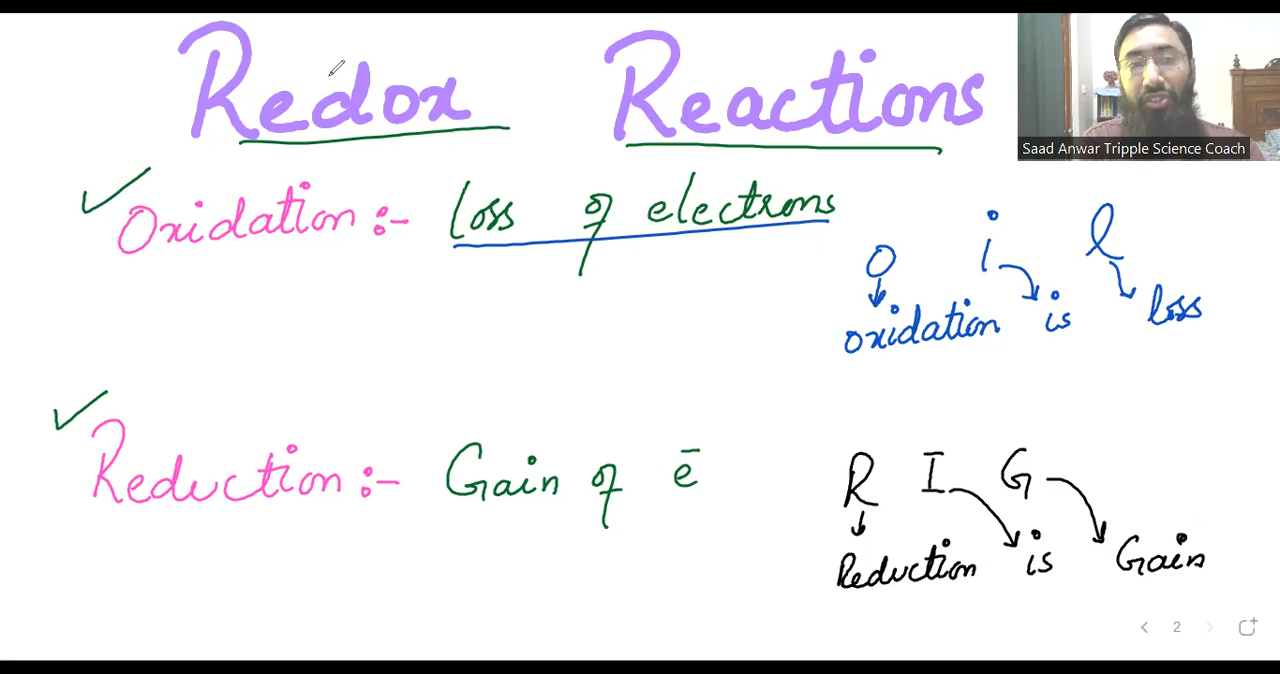 Redox Reactions
Saad Anwar Tripple Science Coach
Oxidation :- loss of electrons
O i l
oxidation is loss
Reduction :- Gain of ē
R I G
Reduction is Gain
2